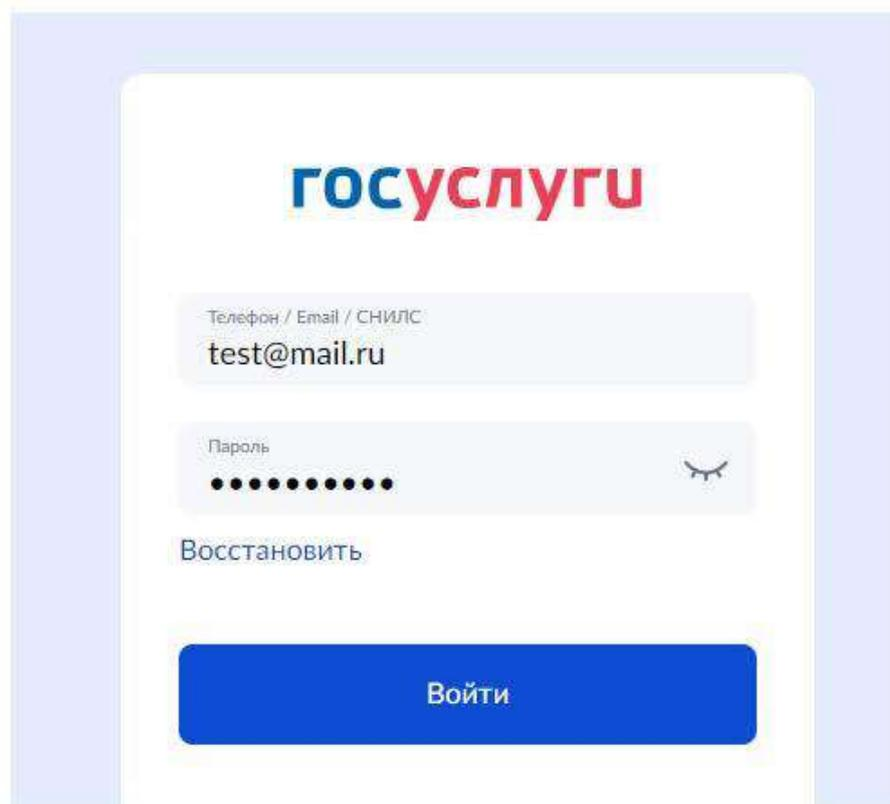 госуслуги
Телефон / Email / СНИЛС
test@mail.ru
Пароль
••••••••••
Восстановить
Войти